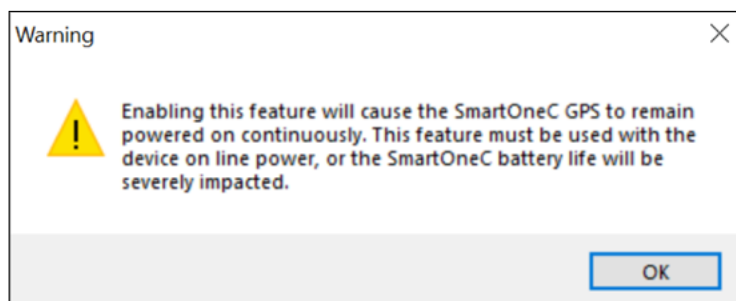 Warning
Enabling this feature will cause the SmartOneC GPS to remain
powered on continuously. This feature must be used with the
device on line power, or the SmartOneC battery life will be
severely impacted.
OK